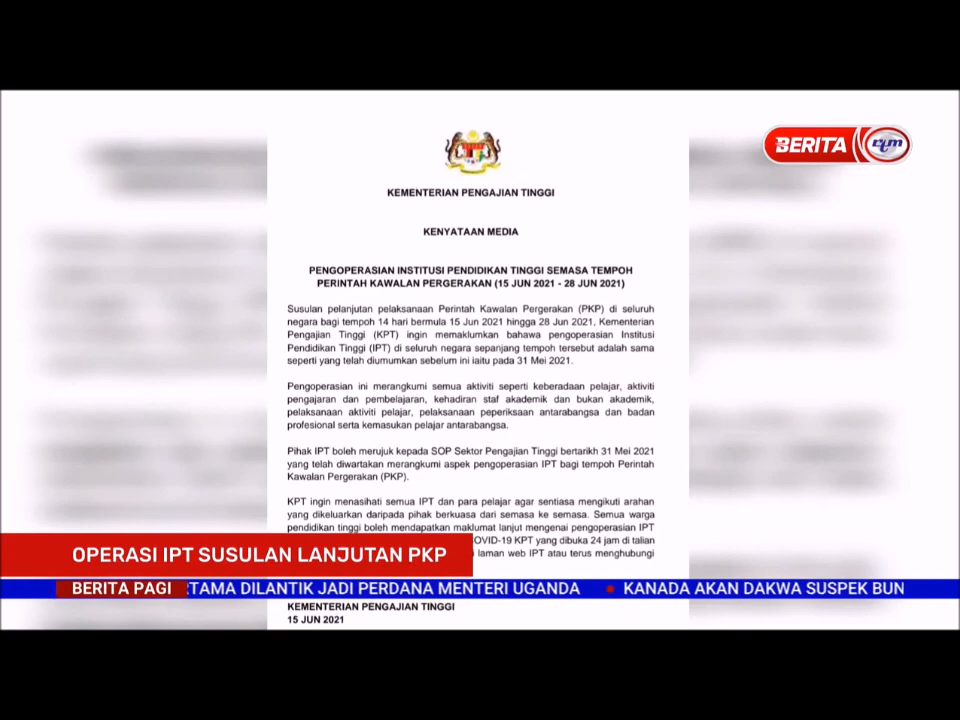 BERITA rtm
KEMENTERIAN PENGAJIAN TINGGI
KENYATAAN MEDIA
PENGOPERASIAN INSTITUSI PENDIDIKAN TINGGI SEMASA TEMPOH
PERINTAH KAWALAN PERGERAKAN (15 JUN 2021 - 28 JUN 2021)
Susulan pelanjutan pelaksanaan Perintah Kawalan Pergerakan (PKP) di seluruh
negara bagi tempoh 14 hari bermula 15 Jun 2021 hingga 28 Jun 2021, Kementerian
Pengajian Tinggi (KPT) ingin memaklumkan bahawa pengoperasian Institusi
Pendidikan Tinggi (IPT) di seluruh negara sepanjang tempoh tersebut adalah sama
seperti yang telah diumumkan sebelum ini iaitu pada 31 Mei 2021.
Pengoperasian ini merangkumi semua aktiviti seperti keberadaan pelajar, aktiviti
pengajaran dan pembelajaran, kehadiran staf akademik dan bukan akademik,
pelaksanaan aktiviti pelajar, pelaksanaan peperiksaan antarabangsa dan badan
profesional serta kemasukan pelajar antarabangsa.
Pihak IPT boleh merujuk kepada SOP Sektor Pengajian Tinggi bertarikh 31 Mei 2021
yang telah diwartakan merangkumi aspek pengoperasian IPT bagi tempoh Perintah
Kawalan Pergerakan (PKP).
KPT ingin menasihati semua IPT dan para pelajar agar sentiasa mengikuti arahan
yang dikeluarkan daripada pihak berkuasa dari semasa ke semasa. Semua warga
pendidikan tinggi boleh mendapatkan maklumat lanjut mengenai pengoperasian IPT
OVID-19 KPT yang dibuka 24 jam di talian
laman web IPT atau terus menghubungi
OPERASI IPT SUSULAN LANJUTAN PKP
BERITA PAGI RTAMA DILANTIK JADI PERDANA MENTERI UGANDA • KANADA AKAN DAKWA SUSPEK BUN
KEMENTERIAN PENGAJIAN TINGGI
15 JUN 2021